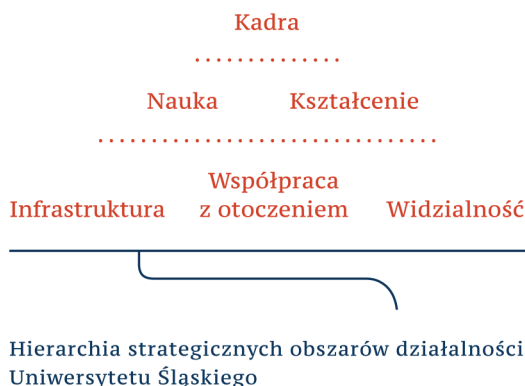 Kadra
Nauka Kształcenie
Współpraca
Infrastruktura z otoczeniem Widzialność
Hierarchia strategicznych obszarów działalności
Uniwersytetu Śląskiego